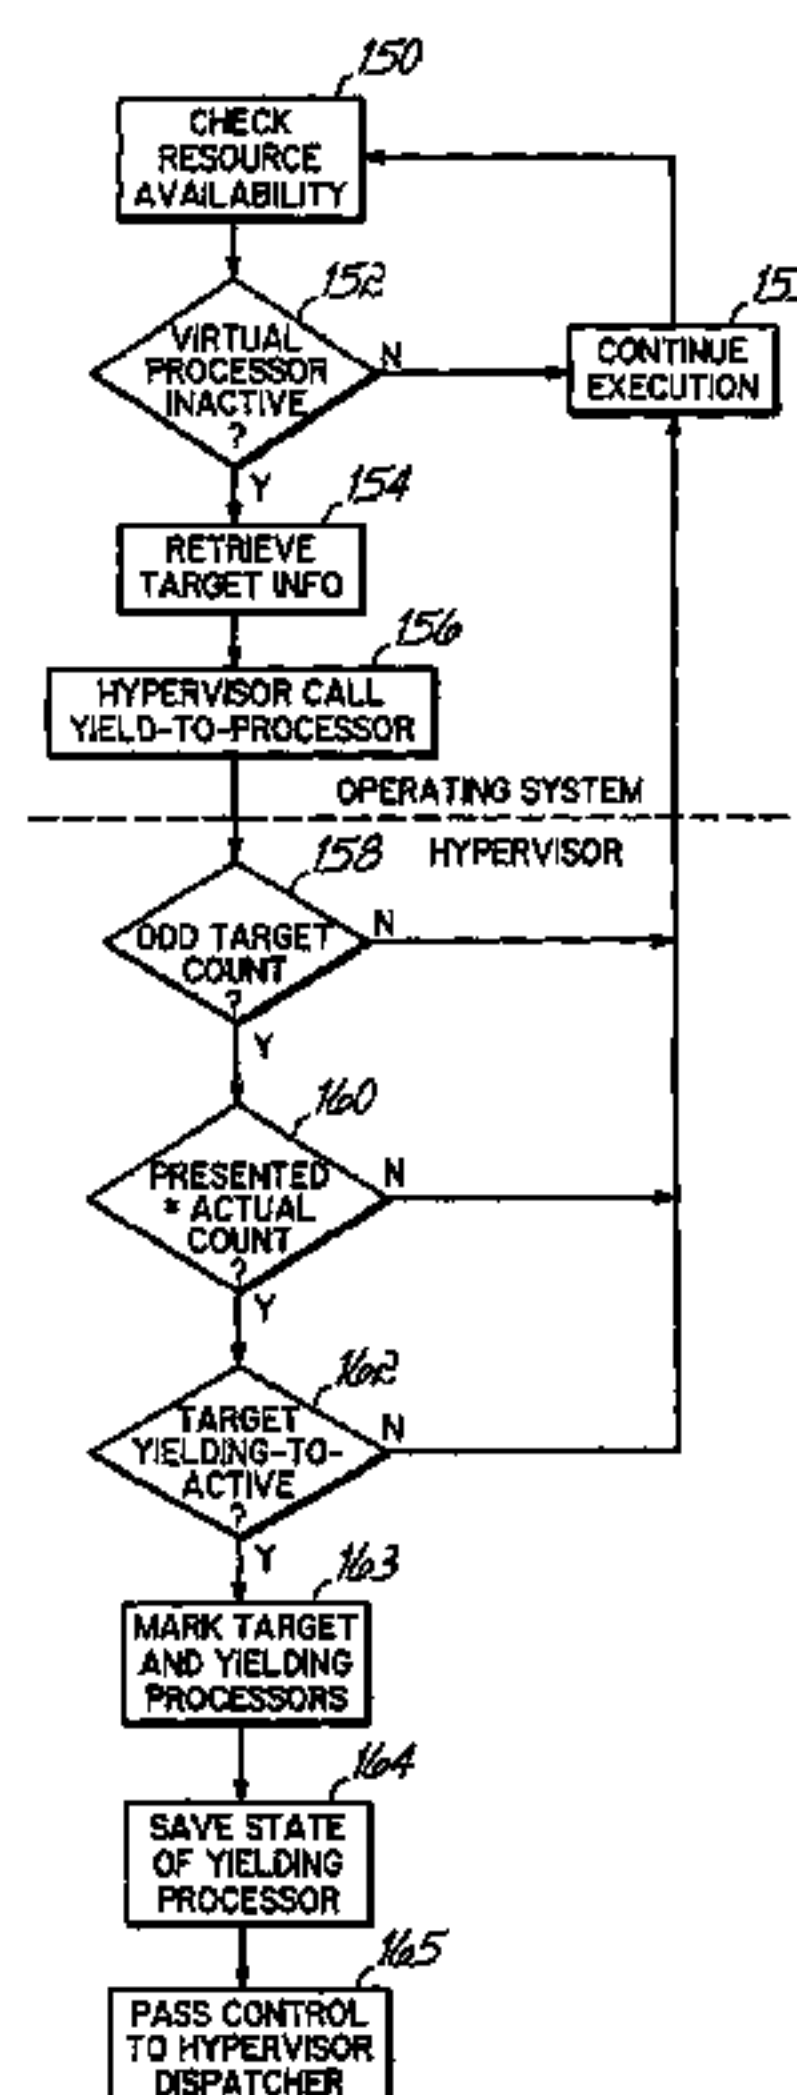 150
CHECK
RESOURCE
AVAILABILITY
152
VIRTUAL
PROCESSOR
INACTIVE
?
N
Y
CONTINUE
EXECUTION
154
RETRIEVE
TARGET INFO
156
HYPERVISOR CALL
YIELD-TO-PROCESSOR
OPERATING SYSTEM
HYPERVISOR
158
ODD TARGET
COUNT
?
N
Y
160
PRESENTED
= ACTUAL
COUNT
?
N
Y
162
TARGET
YIELDING-TO-
ACTIVE
?
N
Y
163
MARK TARGET
AND YIELDING
PROCESSORS
164
SAVE STATE
OF YIELDING
PROCESSOR
165
PASS CONTROL
TO HYPERVISOR
DISPATCHER